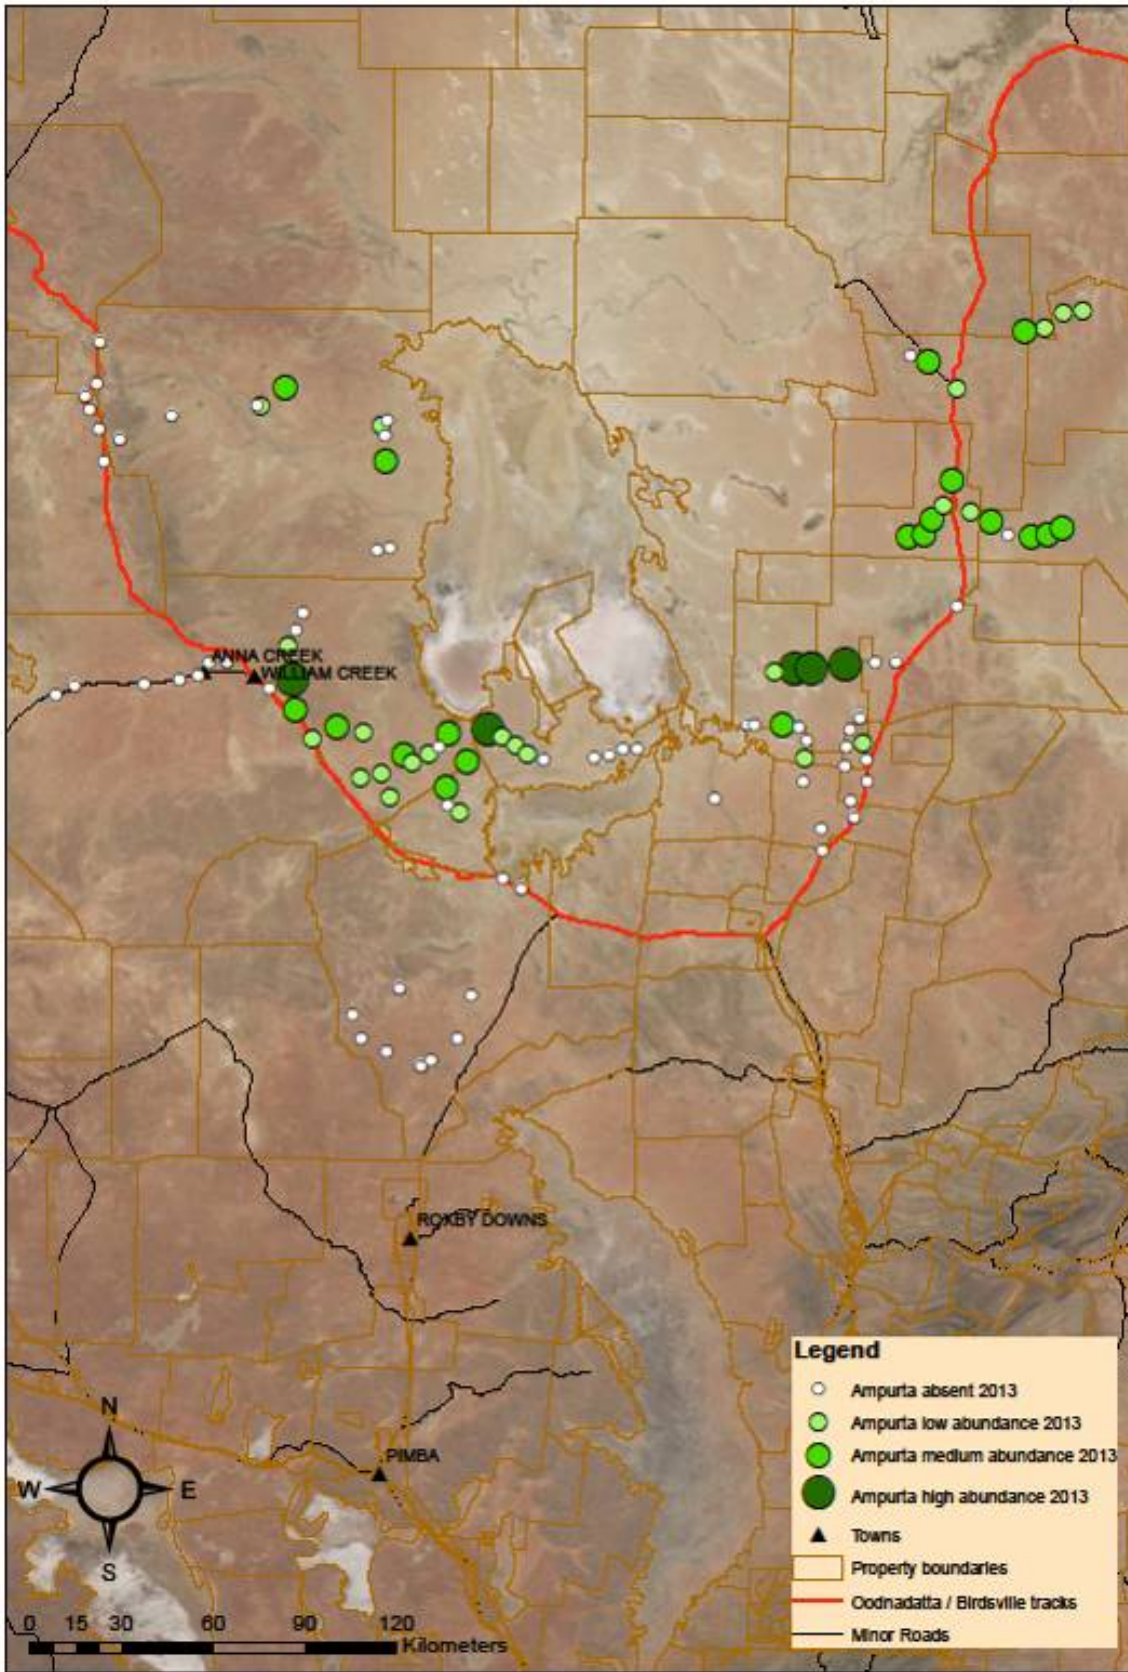 ANNA CREEK
WILLIAM CREEK
ROXBY DOWNS
PIMBA
Legend
Ampurta absent 2013
Ampurta low abundance 2013
Ampurta medium abundance 2013
Ampurta high abundance 2013
Towns
Property boundaries
Oodnadatta / Birdsville tracks
Minor Roads
N
W E
S
0 15 30 60 90 120
Kilometers